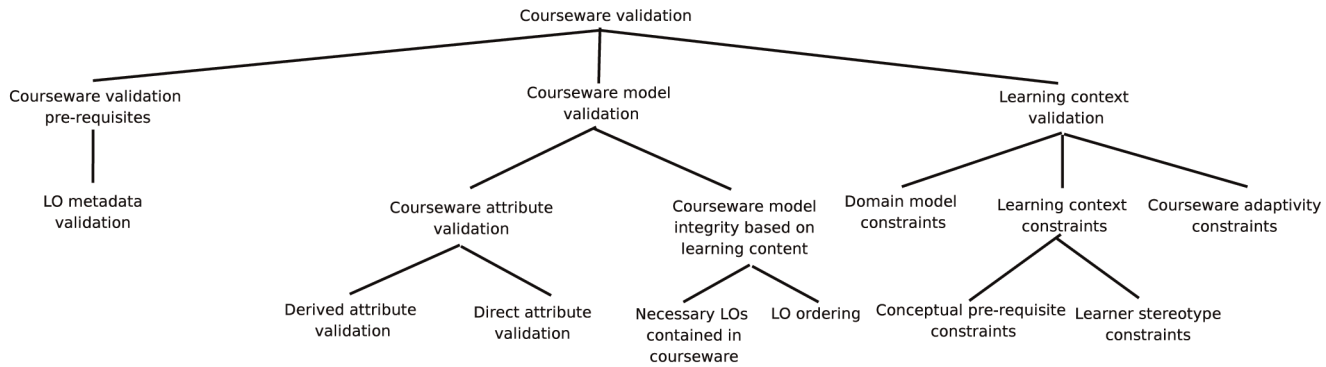 Courseware validation
Courseware validation
pre-requisites
Courseware model
validation
Learning context
validation
LO metadata
validation
Courseware attribute
validation
Courseware model
integrity based on
learning content
Domain model
constraints
Learning context
constraints
Courseware adaptivity
constraints
Derived attribute
validation
Direct attribute
validation
Necessary LOs
contained in
courseware
LO ordering
Conceptual pre-requisite
constraints
Learner stereotype
constraints